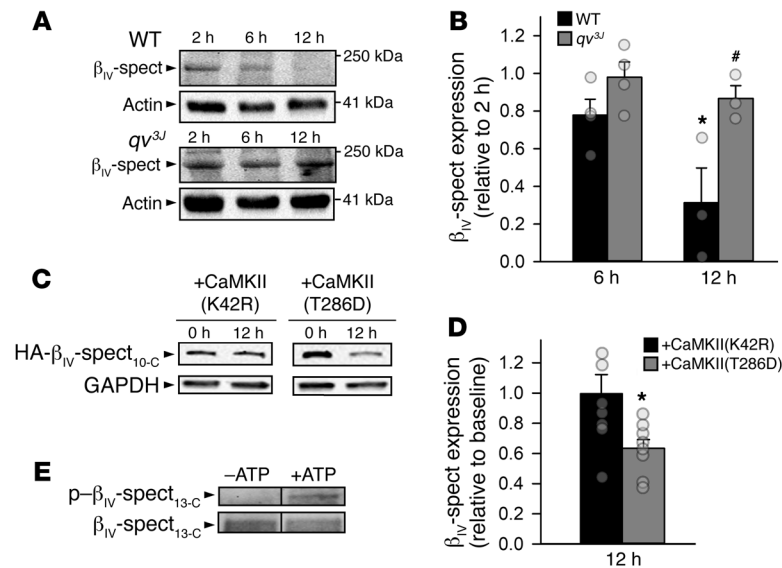 A
WT 2 h 6 h 12 h
250 kDa
βIV-spect
Actin
41 kDa
qv3J 2 h 6 h 12 h
250 kDa
βIV-spect
Actin
41 kDa
B
WT
qv3J
βIV-spect expression
(relative to 2 h)
1.2
1.0
0.8
0.6
0.4
0.2
0.0
*
#
6 h 12 h
C
+CaMKII +CaMKII
(K42R) (T286D)
0 h 12 h 0 h 12 h
HA-βIV-spect10-C
GAPDH
D
+CaMKII(K42R)
+CaMKII(T286D)
βIV-spect expression
(relative to baseline)
1.2
1.0
0.8
0.6
0.4
0.2
0.0
*
12 h
E
–ATP +ATP
p–βIV-spect13-C
βIV-spect13-C